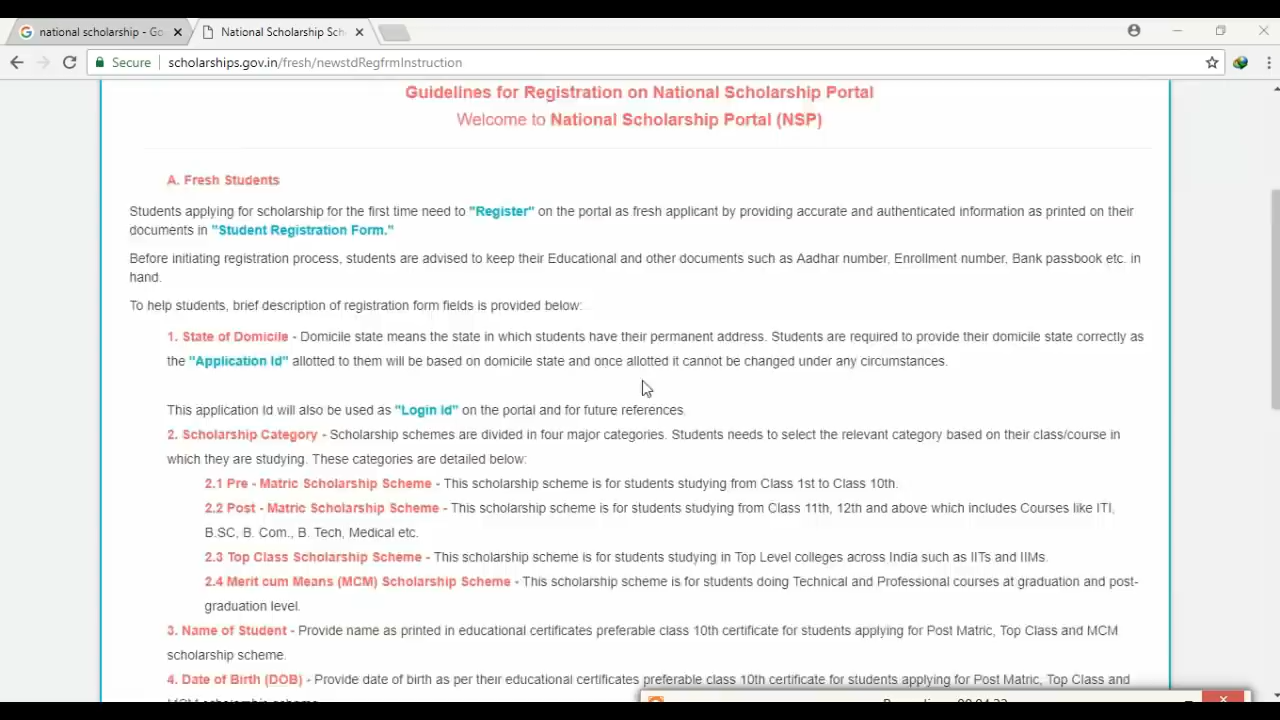 national scholarship - Go
National Scholarship Sch
Secure
scholarships.gov.in/fresh/newstdRegfrmInstruction
Guidelines for Registration on National Scholarship Portal
Welcome to National Scholarship Portal (NSP)
A. Fresh Students
Students applying for scholarship for the first time need to "Register" on the portal as fresh applicant by providing accurate and authenticated information as printed on their
documents in "Student Registration Form."
Before initiating registration process, students are advised to keep their Educational and other documents such as Aadhar number, Enrollment number, Bank passbook etc. in
hand.
To help students, brief description of registration form fields is provided below:
1. State of Domicile - Domicile state means the state in which students have their permanent address. Students are required to provide their domicile state correctly as
the "Application Id" allotted to them will be based on domicile state and once allotted it cannot be changed under any circumstances.
This application Id will also be used as "Login Id" on the portal and for future references.
2. Scholarship Category - Scholarship schemes are divided in four major categories. Students needs to select the relevant category based on their class/course in
which they are studying. These categories are detailed below:
2.1 Pre - Matric Scholarship Scheme - This scholarship scheme is for students studying from Class 1st to Class 10th.
2.2 Post - Matric Scholarship Scheme - This scholarship scheme is for students studying from Class 11th, 12th and above which includes Courses like ITI,
B.SC, B. Com., B. Tech, Medical etc.
2.3 Top Class Scholarship Scheme - This scholarship scheme is for students studying in Top Level colleges across India such as IITs and IIMs.
2.4 Merit cum Means (MCM) Scholarship Scheme - This scholarship scheme is for students doing Technical and Professional courses at graduation and post-
graduation level.
3. Name of Student - Provide name as printed in educational certificates preferable class 10th certificate for students applying for Post Matric, Top Class and MCM
scholarship scheme.
4. Date of Birth (DOB) - Provide date of birth as per their educational certificates preferable class 10th certificate for students applying for Post Matric, Top Class and